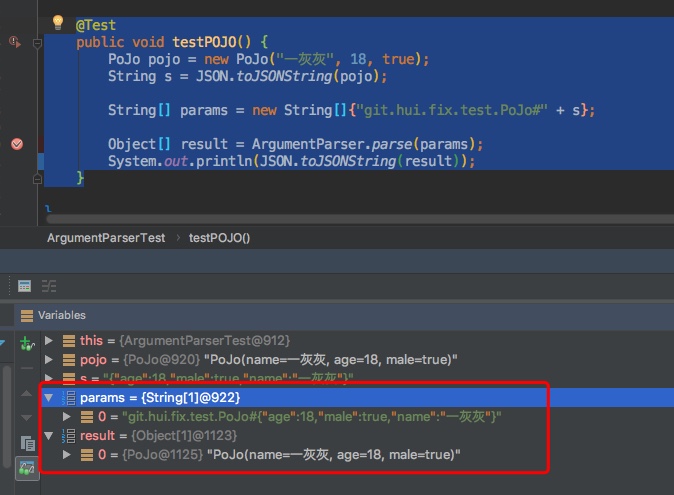 @Test
public void testPOJO() {
PoJo pojo = new PoJo("一灰灰", 18, true);
String s = JSON.toJSONString(pojo);
String[] params = new String[]{"git.hui.fix.test.PoJo#" + s};
Object[] result = ArgumentParser.parse(params);
System.out.println(JSON.toJSONString(result));
}
ArgumentParserTest › testPOJO()
Variables
this = {ArgumentParserTest@912}
pojo = {PoJo@920} "PoJo(name=一灰灰, age=18, male=true)"
s = "{"age":18,"male":true,"name":"一灰灰"}"
params = {String[1]@922}
0 = "git.hui.fix.test.PoJo#{"age":18,"male":true,"name":"一灰灰"}"
result = {Object[1]@1123}
0 = {PoJo@1125} "PoJo(name=一灰灰, age=18, male=true)"